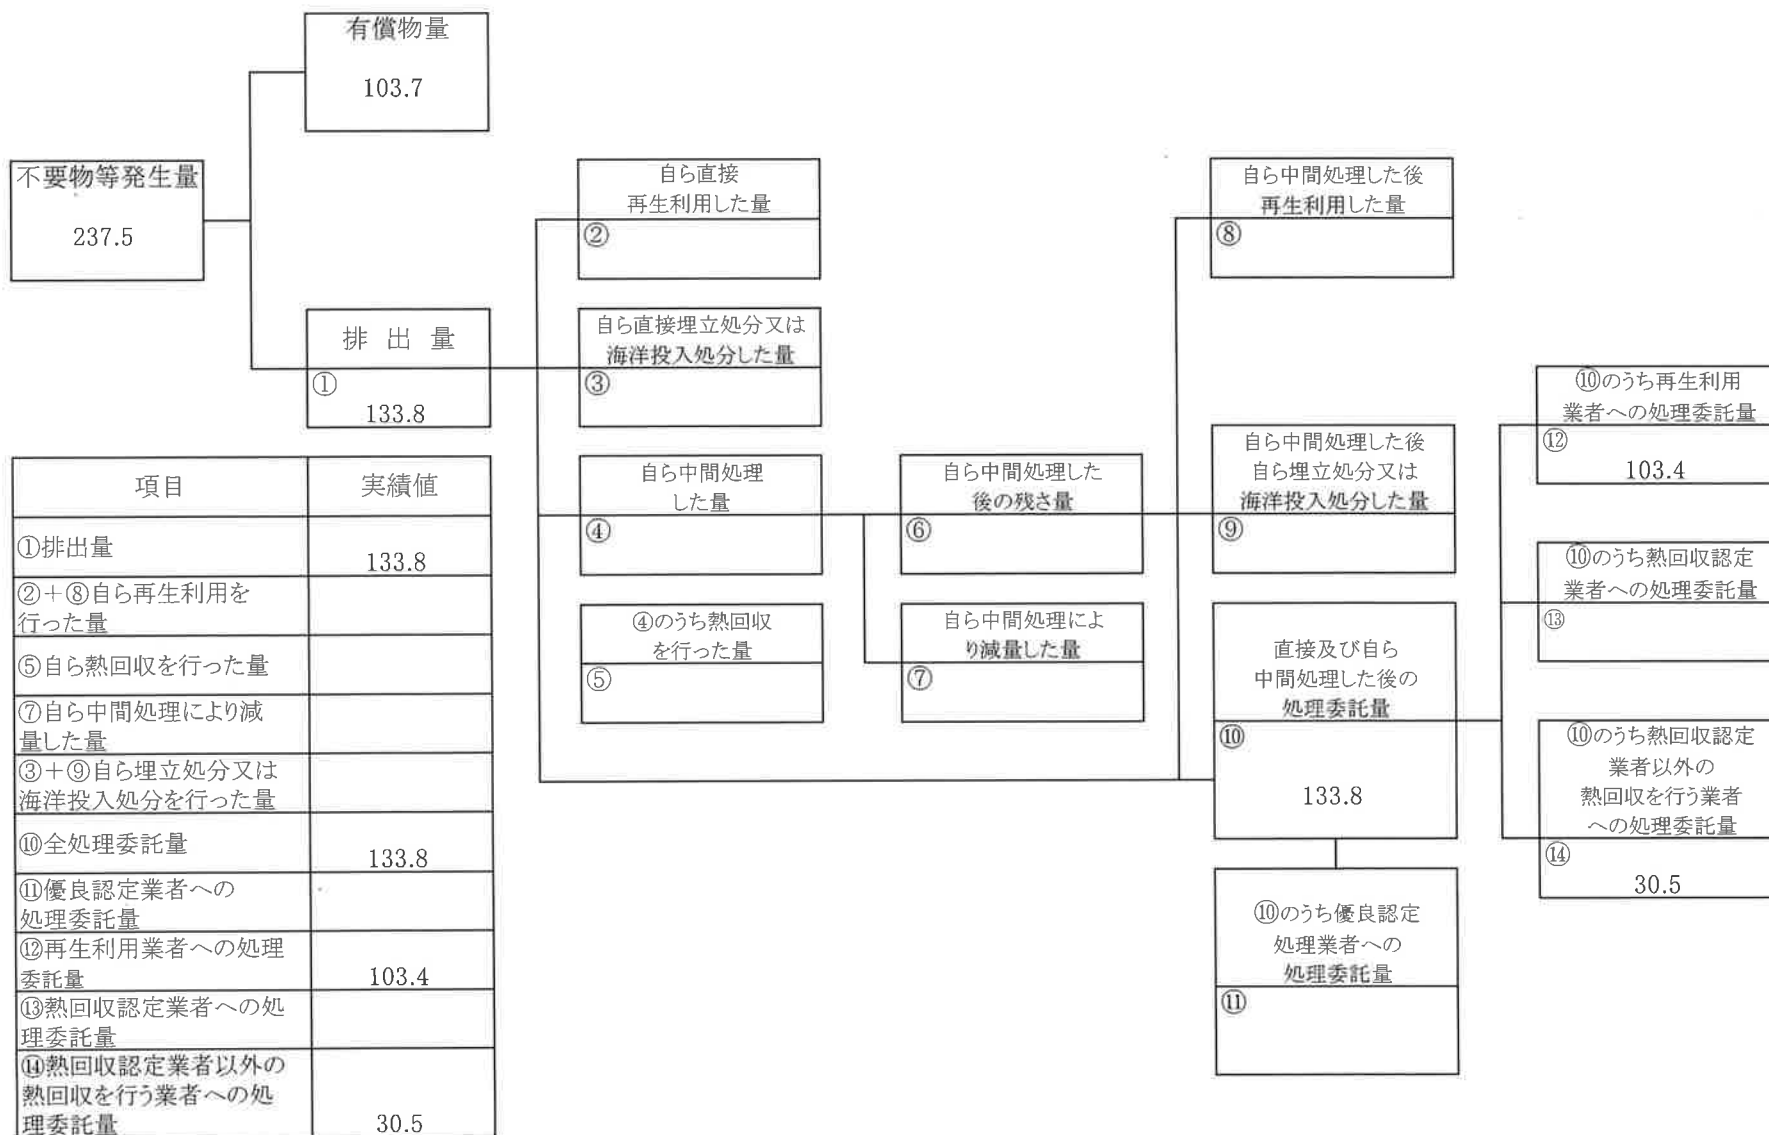 有償物量
103.7
不要物等発生量
237.5
排出量
①
133.8
自ら直接
再生利用した量
②
自ら直接埋立処分又は
海洋投入処分した量
③
自ら中間処理
した量
④
④のうち熱回収
を行った量
⑤
自ら中間処理した
後の残さ量
⑥
自ら中間処理によ
り減量した量
⑦
自ら中間処理した後
再生利用した量
⑧
自ら中間処理した後
自ら埋立処分又は
海洋投入処分した量
⑨
直接及び自ら
中間処理した後の
処理委託量
⑩
133.8
⑩のうち優良認定
処理業者への
処理委託量
⑪
⑩のうち再生利用
業者への処理委託量
⑫
103.4
⑩のうち熱回収認定
業者への処理委託量
⑬
⑩のうち熱回収認定
業者以外の
熱回収を行う業者
への処理委託量
⑭
30.5
項目 実績値
①排出量
133.8
②+⑧自ら再生利用を
行った量
⑤自ら熱回収を行った量
⑦自ら中間処理により減
量した量
③+⑨自ら埋立処分又は
海洋投入処分を行った量
⑩全処理委託量
133.8
⑪優良認定業者への
処理委託量
⑫再生利用業者への処理
委託量 103.4
⑬熱回収認定業者への処
理委託量
⑭熱回収認定業者以外の
熱回収を行う業者への処
理委託量 30.5